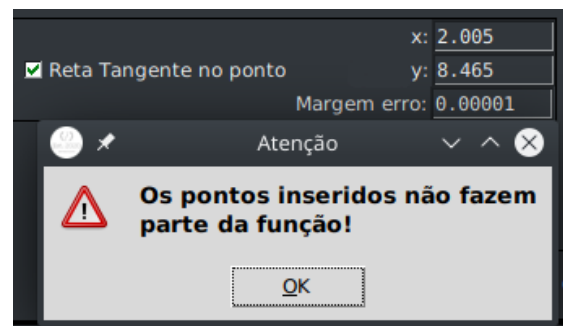 x: 2.005
Reta Tangente no ponto y: 8.465
Margem erro: 0.00001
Atenção
Os pontos inseridos não fazem
parte da função!
OK